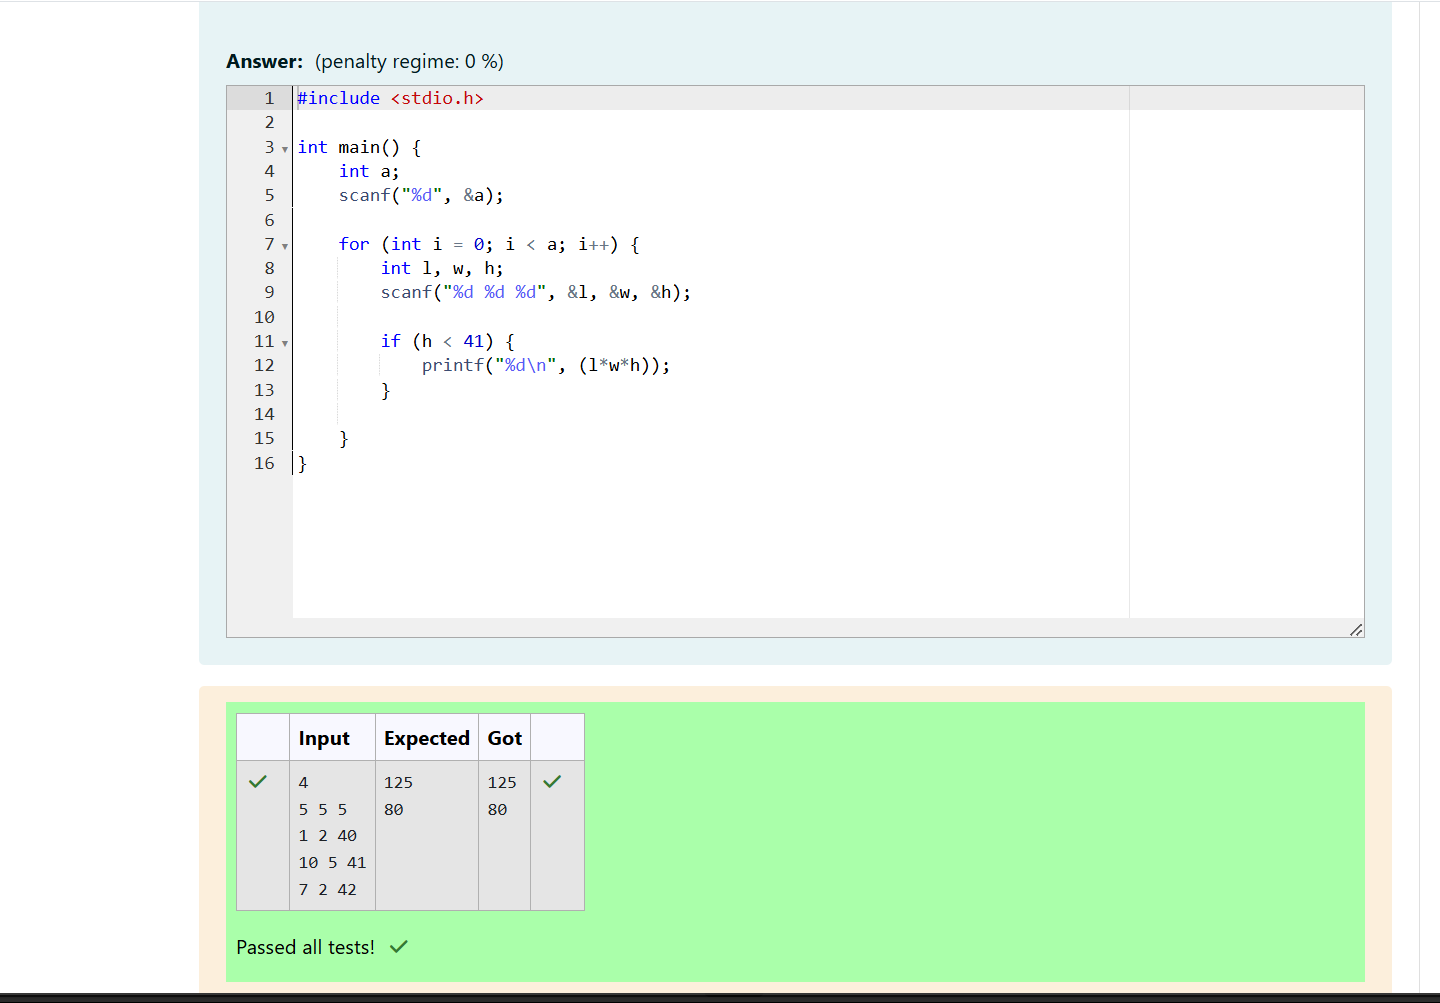 Answer: (penalty regime: 0 %)
1 #include <stdio.h>
2
3 int main() {
4     int a;
5     scanf("%d", &a);
6
7     for (int i = 0; i < a; i++) {
8         int l, w, h;
9         scanf("%d %d %d", &l, &w, &h);
10
11         if (h < 41) {
12             printf("%d\n", (l*w*h));
13         }
14
15     }
16 }
Input Expected Got
4 125 125
5 5 5 80 80
1 2 40
10 5 41
7 2 42
Passed all tests!